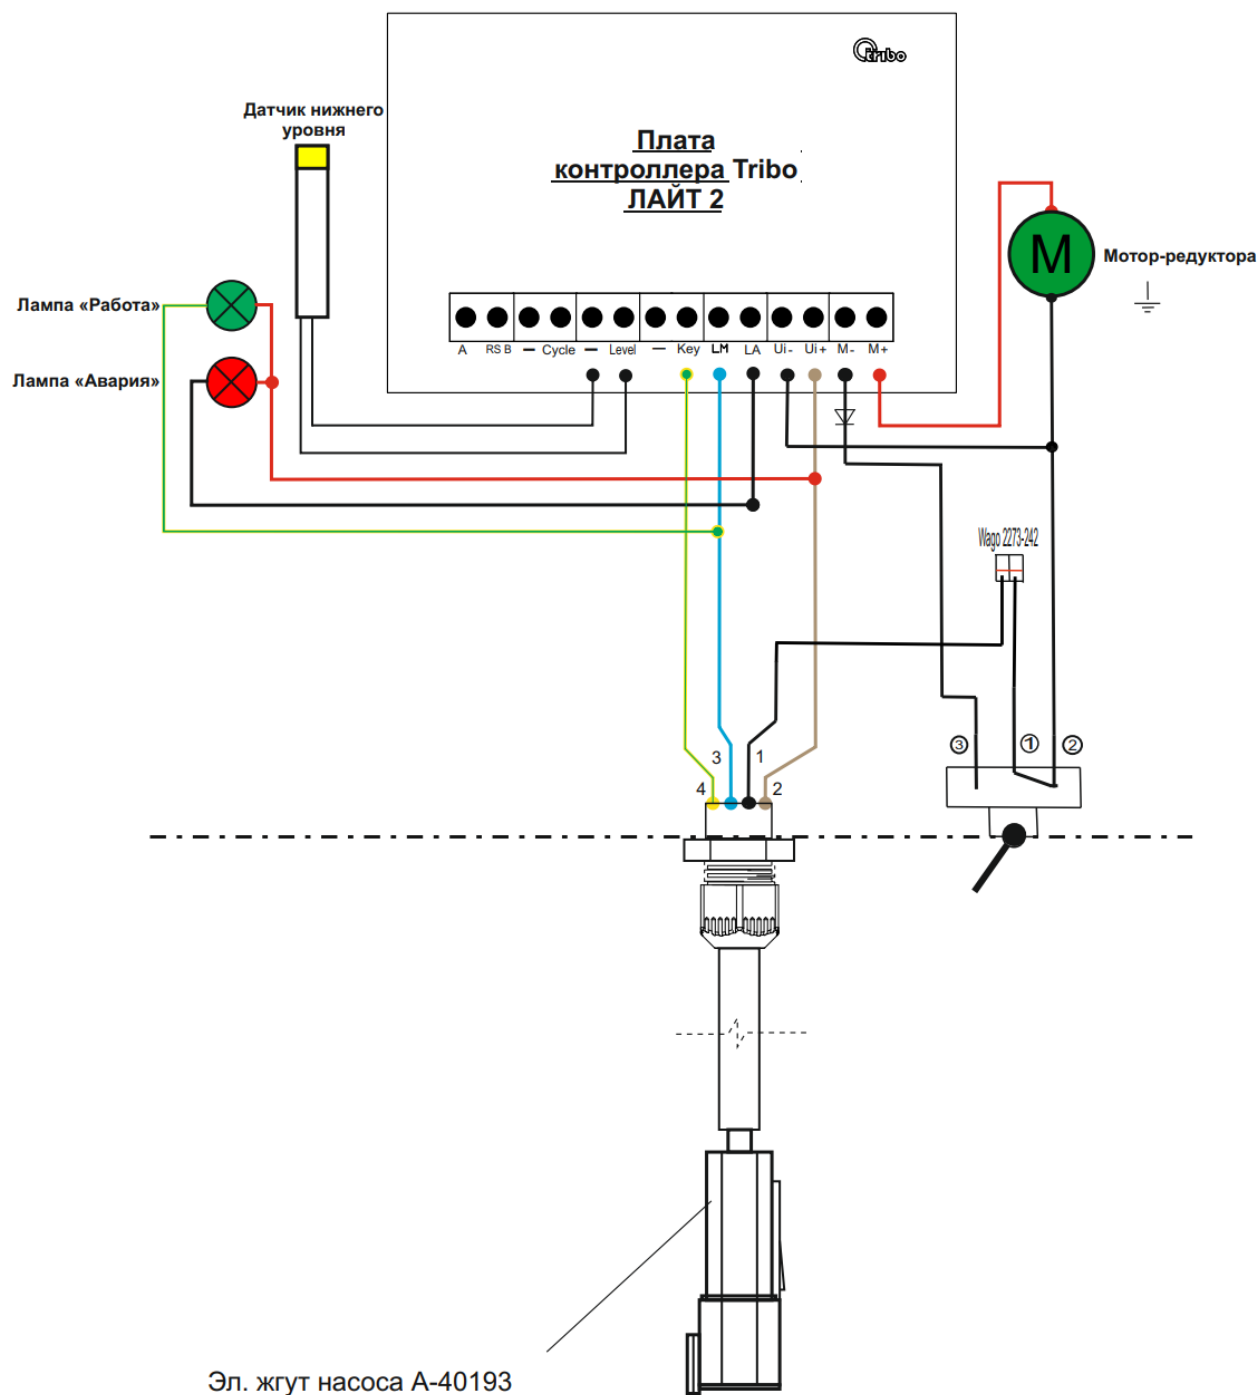 tribo
Датчик нижнего
уровня
Плата
контроллера Tribo
ЛАЙТ 2
M
Мотор-редуктора
Лампа «Работа»
Лампа «Авария»
A RS B — Cycle — Level — Key LM LA Ui - Ui + M - M+
Wago 2273-242
3 1 2
3 1
4 2
Эл. жгут насоса А-40193